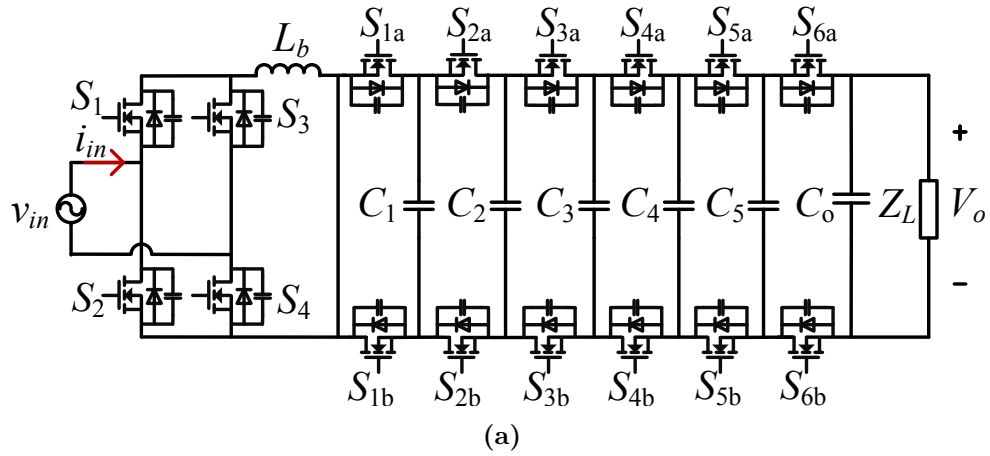 S1a S2a S3a S4a S5a S6a
Lb
S1 S3
iin
vin
C1 C2 C3 C4 C5 Co ZL Vo
+
−
S2 S4
S1b S2b S3b S4b S5b S6b
(a)